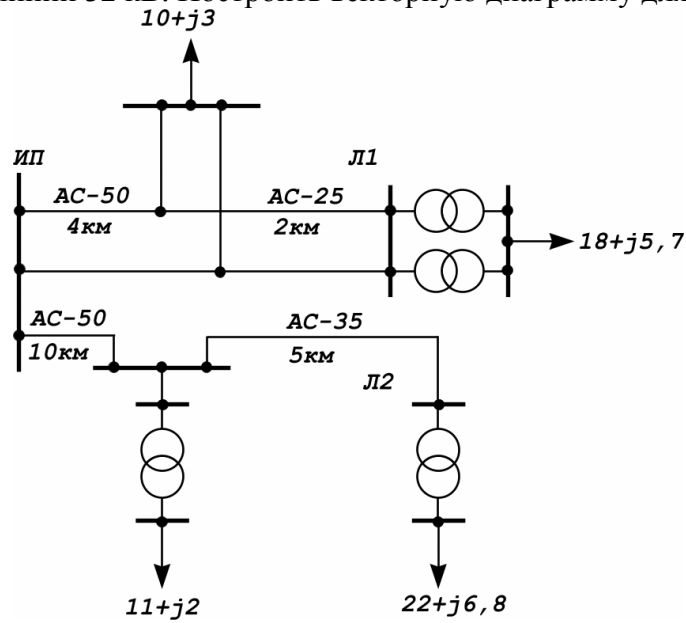 10+j3
ИП
Л1
АС-50
АС-25
4км
2км
18+j5,7
АС-50
АС-35
10км
5км
Л2
11+j2
22+j6,8